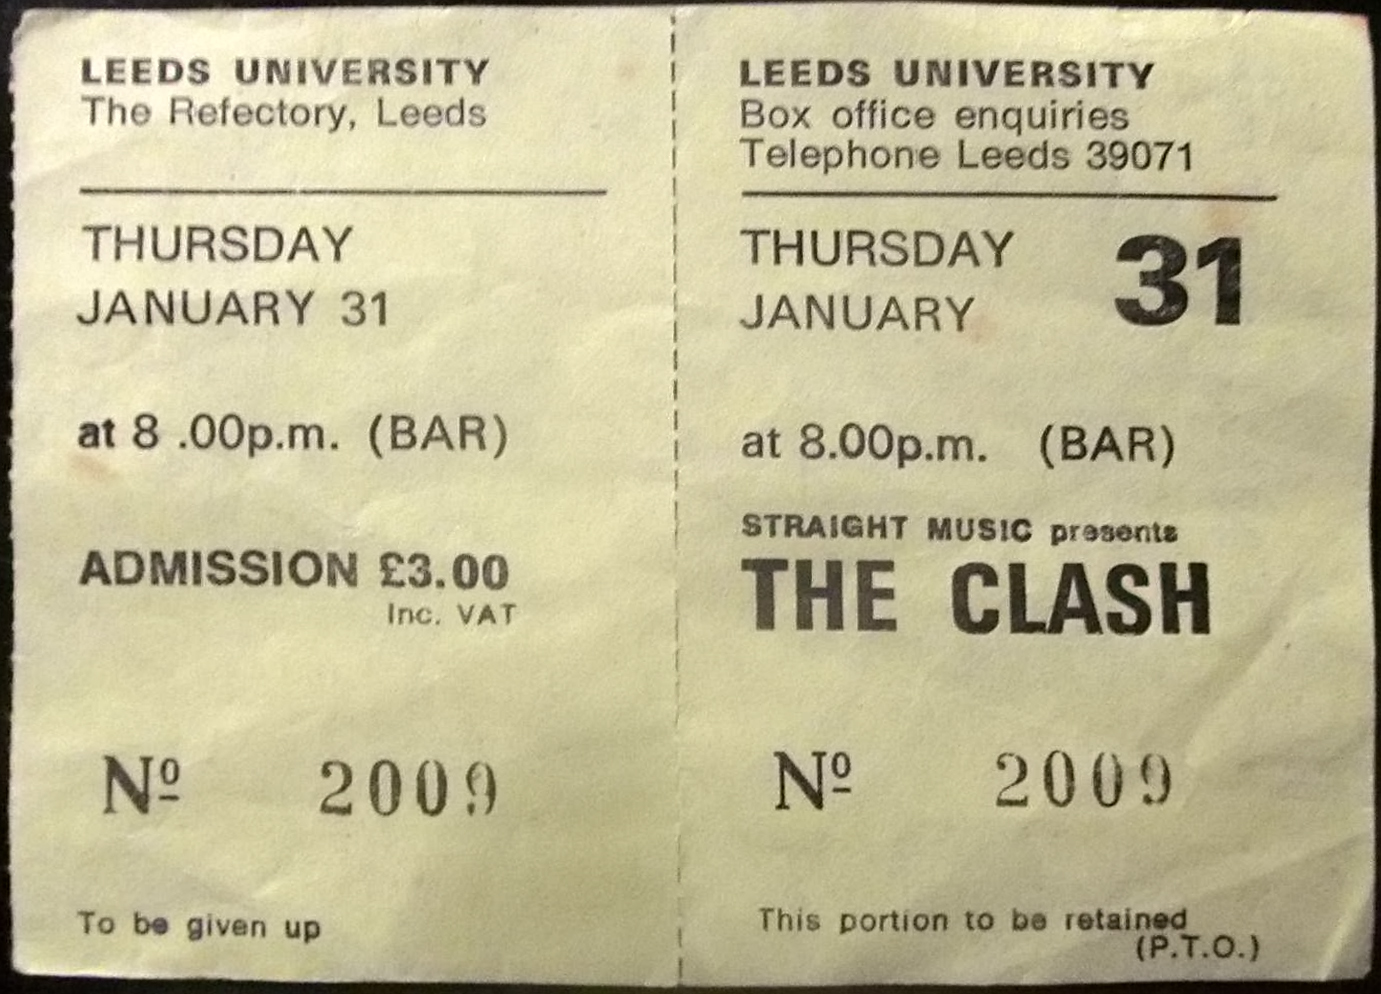 LEEDS UNIVERSITY
The Refectory, Leeds
THURSDAY
JANUARY 31
at 8 .00p.m. (BAR)
ADMISSION £3.00
Inc. VAT
Nº 2009
To be given up
LEEDS UNIVERSITY
Box office enquiries
Telephone Leeds 39071
THURSDAY
JANUARY 31
at 8.00p.m. (BAR)
STRAIGHT MUSIC presents
THE CLASH
Nº 2009
This portion to be retained
(P.T.O.)